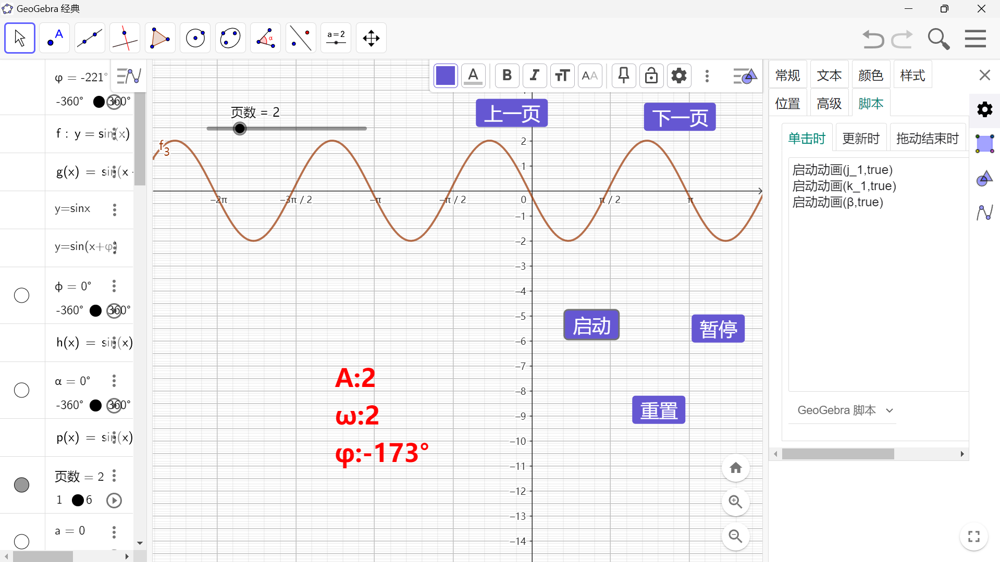 GeoGebra 经典
A
α
a=2
φ = -221°
-360° 360°
f : y = sin(x)
g(x) = sin(x
y=sinx
y=sin(x+φ)
ϕ = 0°
-360° 360°
h(x) = sin(x)
α = 0°
-360° 360°
p(x) = sin(x)
页数 = 2
1 6
a = 0
A B I TT AA
页数 = 2
上一页
下一页
f3
2
1
−2π −3π / 2 −π −π / 2 0 π / 2 π
−1
−2
−3
−4
−5
−6
−7
−8
−9
−10
−11
−12
−13
−14
启动
暂停
重置
A:2
ω:2
φ:-173°
常规 文本 颜色 样式
位置 高级 脚本
单击时 更新时 拖动结束时
启动动画(j_1,true)
启动动画(k_1,true)
启动动画(β,true)
GeoGebra 脚本